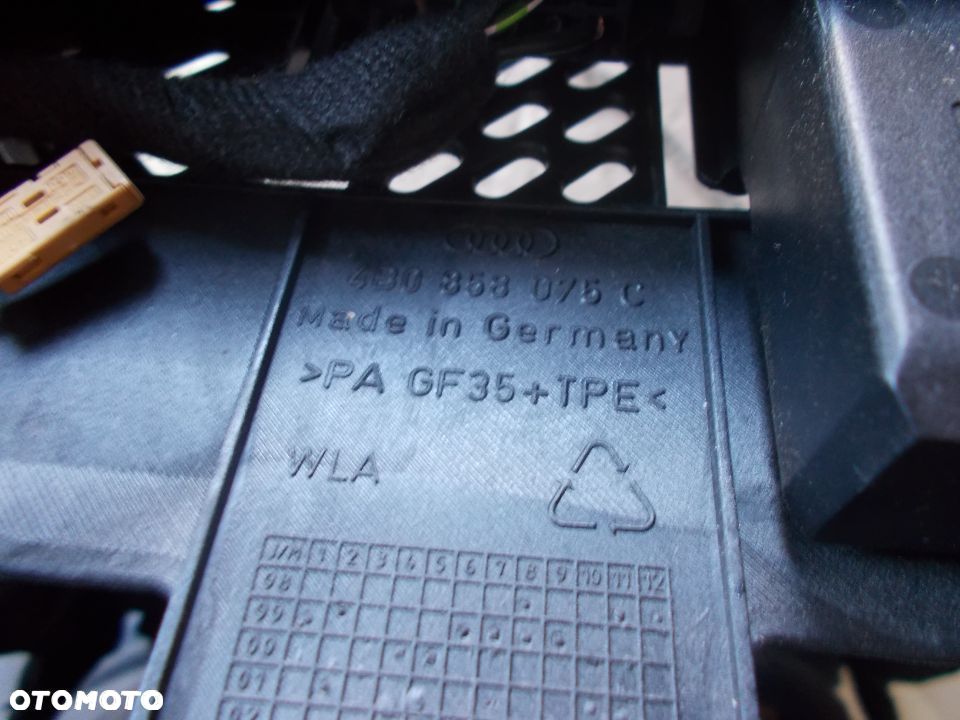 4B0 858 075 C
Made in Germany
>PA GF35+TPE<
WLA
J/M 1 2 3 4 5 6 7 8 9 10 11 12
98
99
00
01
02
OTOMOTO